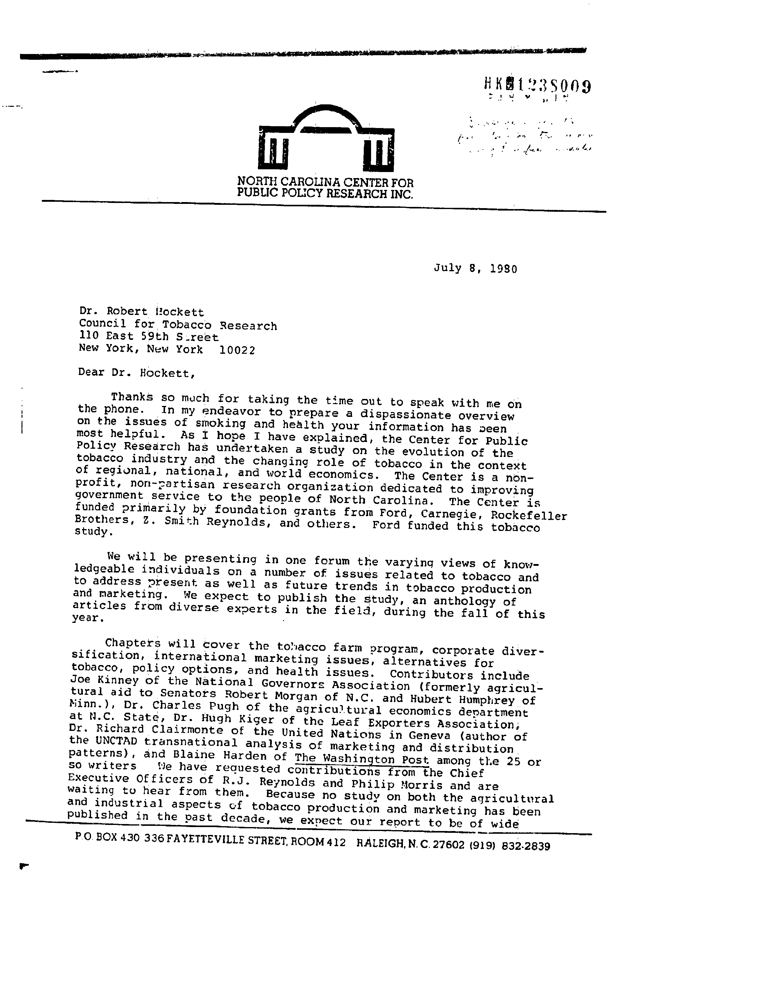 HK 1238009
NORTH CAROLINA CENTER FOR
PUBLIC POLICY RESEARCH INC.
July 8, 1980
Dr. Robert Hockett
Council for Tobacco Research
110 East 59th Street
New York, New York 10022
Dear Dr. Hockett,
Thanks so much for taking the time out to speak with me on
the phone. In my endeavor to prepare a dispassionate overview
on the issues of smoking and health your information has been
most helpful. As I hope I have explained, the Center for Public
Policy Research has undertaken a study on the evolution of the
tobacco industry and the changing role of tobacco in the context
of regional, national, and world economics. The Center is a non-
profit, non-partisan research organization dedicated to improving
government service to the people of North Carolina. The Center is
funded primarily by foundation grants from Ford, Carnegie, Rockefeller
Brothers, Z. Smith Reynolds, and others. Ford funded this tobacco
study.
We will be presenting in one forum the varying views of know-
ledgeable individuals on a number of issues related to tobacco and
to address present as well as future trends in tobacco production
and marketing. We expect to publish the study, an anthology of
articles from diverse experts in the field, during the fall of this
year.
Chapters will cover the tobacco farm program, corporate diver-
sification, international marketing issues, alternatives for
tobacco, policy options, and health issues. Contributors include
Joe Kinney of the National Governors Association (formerly agricul-
tural aid to Senators Robert Morgan of N.C. and Hubert Humphrey of
Minn.), Dr. Charles Pugh of the agricultural economics department
at N.C. State, Dr. Hugh Kiger of the Leaf Exporters Association,
Dr. Richard Clairmonte of the United Nations in Geneva (author of
the UNCTAD transnational analysis of marketing and distribution
patterns), and Blaine Harden of The Washington Post among the 25 or
so writers We have requested contributions from the Chief
Executive Officers of R.J. Reynolds and Philip Morris and are
waiting to hear from them. Because no study on both the agricultural
and industrial aspects of tobacco production and marketing has been
published in the past decade, we expect our report to be of wide
P.O. BOX 430 336 FAYETTEVILLE STREET, ROOM 412 RALEIGH, N.C. 27602 (919) 832-2839